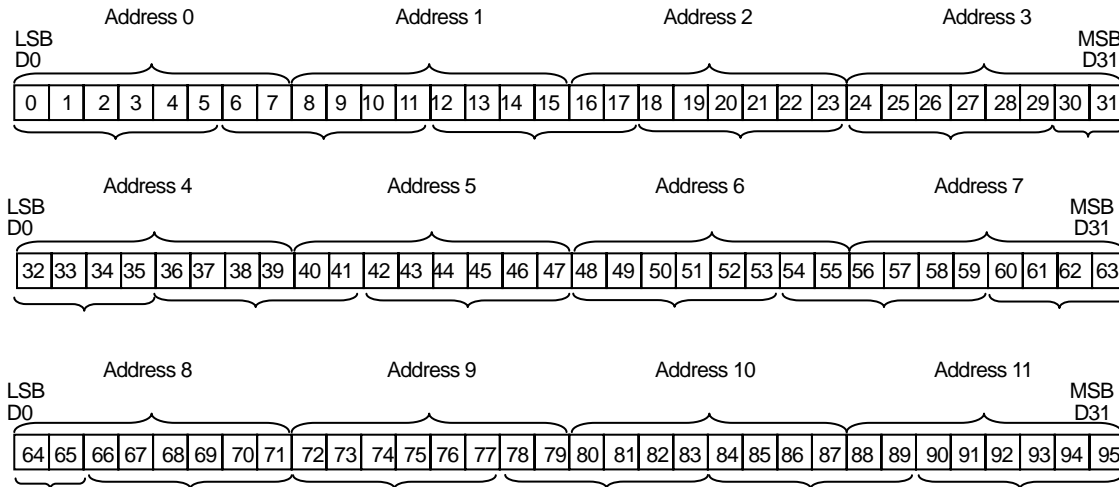 Address 0 Address 1 Address 2 Address 3
LSB MSB
D0 D31
0 1 2 3 4 5 6 7 8 9 10 11 12 13 14 15 16 17 18 19 20 21 22 23 24 25 26 27 28 29 30 31
Address 4 Address 5 Address 6 Address 7
LSB MSB
D0 D31
32 33 34 35 36 37 38 39 40 41 42 43 44 45 46 47 48 49 50 51 52 53 54 55 56 57 58 59 60 61 62 63
Address 8 Address 9 Address 10 Address 11
LSB MSB
D0 D31
64 65 66 67 68 69 70 71 72 73 74 75 76 77 78 79 80 81 82 83 84 85 86 87 88 89 90 91 92 93 94 95